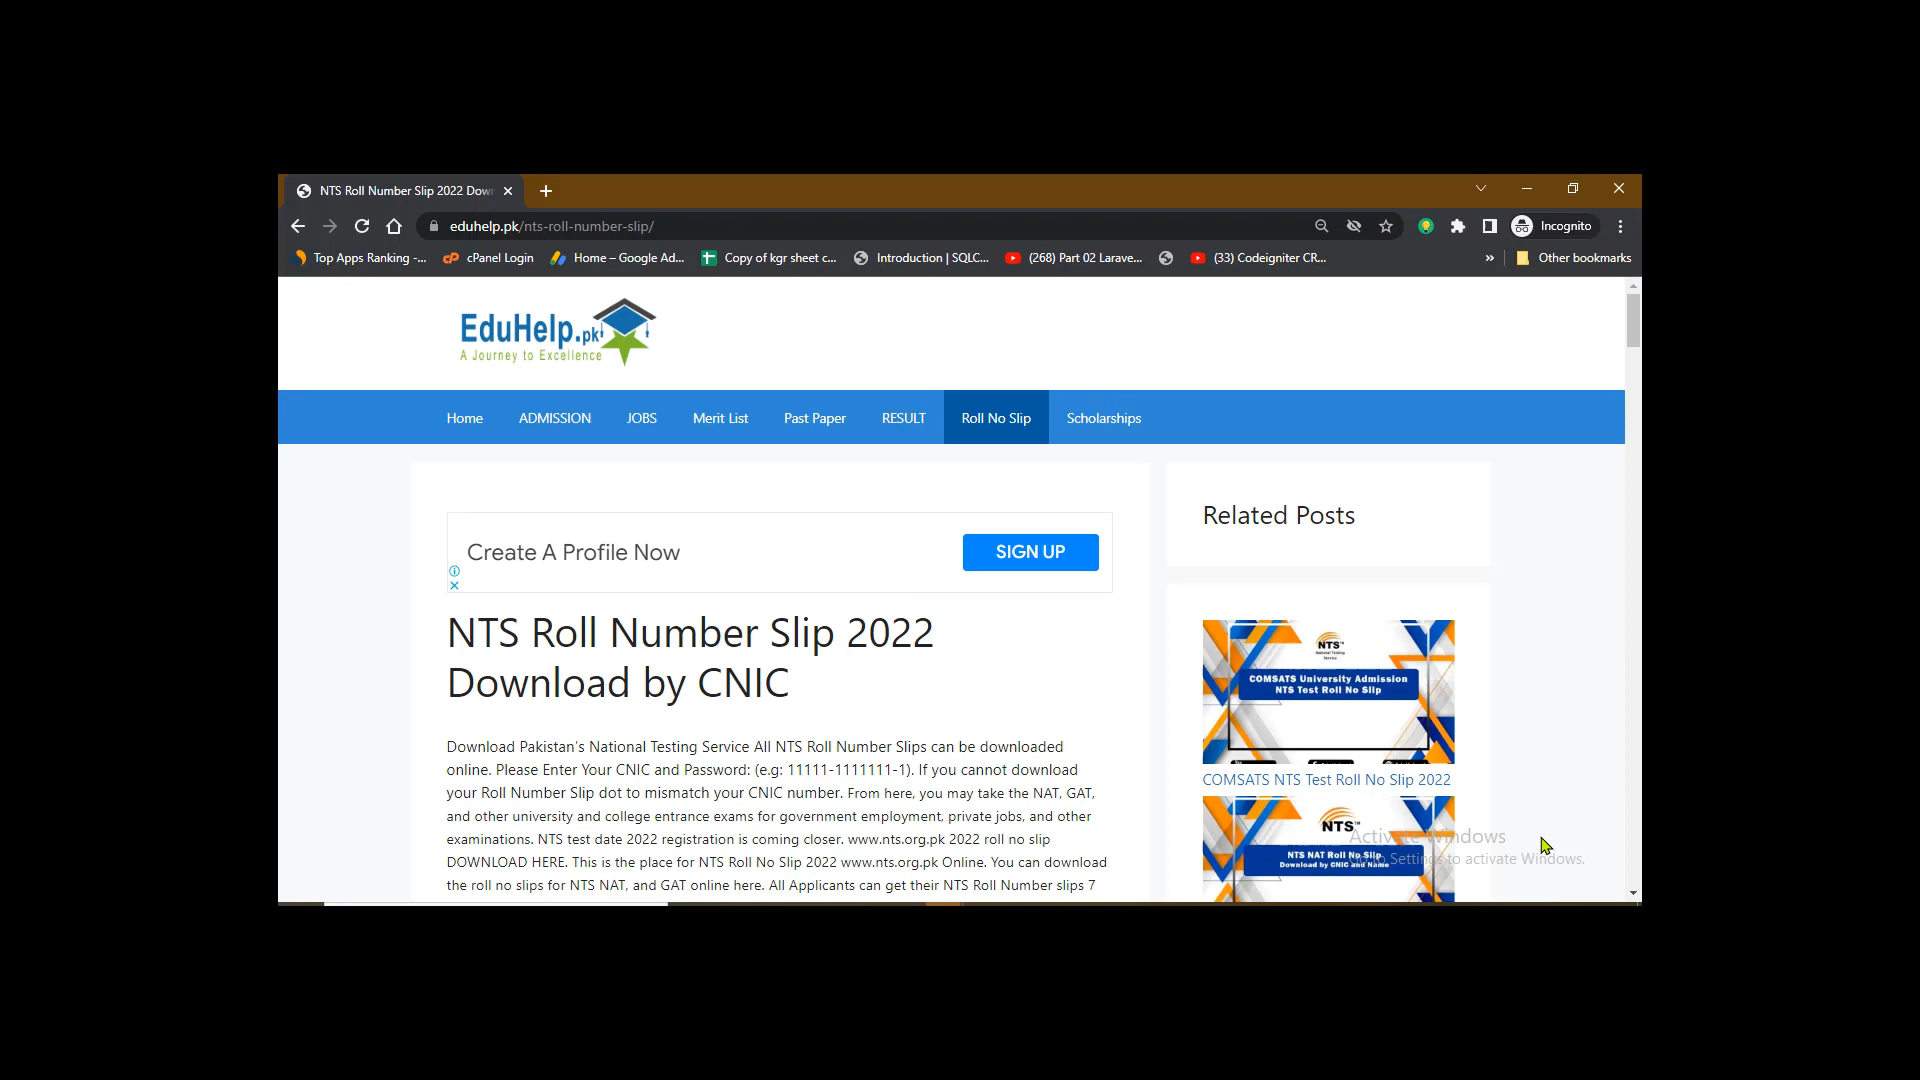 NTS Roll Number Slip 2022 Dow
eduhelp.pk/nts-roll-number-slip/
Incognito
Top Apps Ranking -...
cPanel Login
Home – Google Ad...
Copy of kgr sheet c...
Introduction | SQLC...
(268) Part 02 Larave...
(33) Codeigniter CR...
»
Other bookmarks
EduHelp.pk
A Journey to Excellence
Home
ADMISSION
JOBS
Merit List
Past Paper
RESULT
Roll No Slip
Scholarships
Create A Profile Now
SIGN UP
NTS Roll Number Slip 2022
Download by CNIC
Download Pakistan's National Testing Service All NTS Roll Number Slips can be downloaded
online. Please Enter Your CNIC and Password: (e.g: 11111-1111111-1). If you cannot download
your Roll Number Slip dot to mismatch your CNIC number. From here, you may take the NAT, GAT,
and other university and college entrance exams for government employment, private jobs, and other
examinations. NTS test date 2022 registration is coming closer. www.nts.org.pk 2022 roll no slip
DOWNLOAD HERE. This is the place for NTS Roll No Slip 2022 www.nts.org.pk Online. You can download
the roll no slips for NTS NAT, and GAT online here. All Applicants can get their NTS Roll Number slips 7
Related Posts
NTS™
National Testing
Service
COMSATS University Admission
NTS Test Roll No Slip
COMSATS NTS Test Roll No Slip 2022
NTS™
NTS NAT Roll No Slip
Download by CNIC and Name
Activate Windows
Go to Settings to activate Windows.